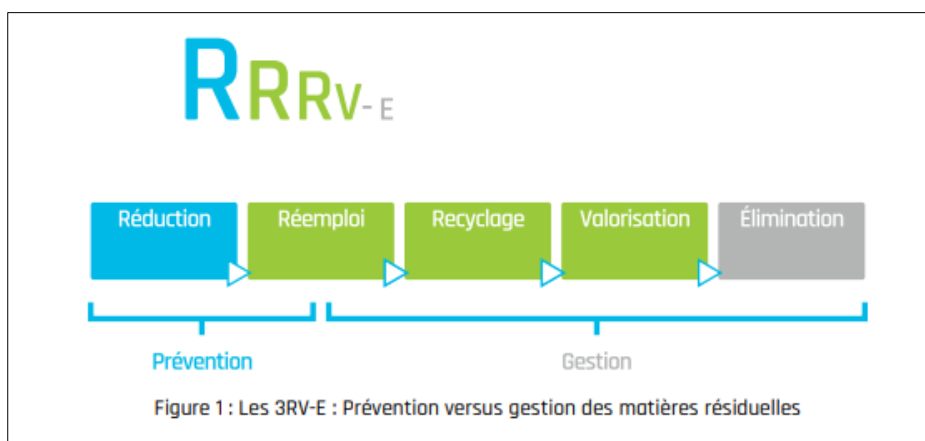 RRRV-E
Réduction Réemploi Recyclage Valorisation Élimination
Prévention Gestion
Figure 1 : Les 3RV-E : Prévention versus gestion des matières résiduelles